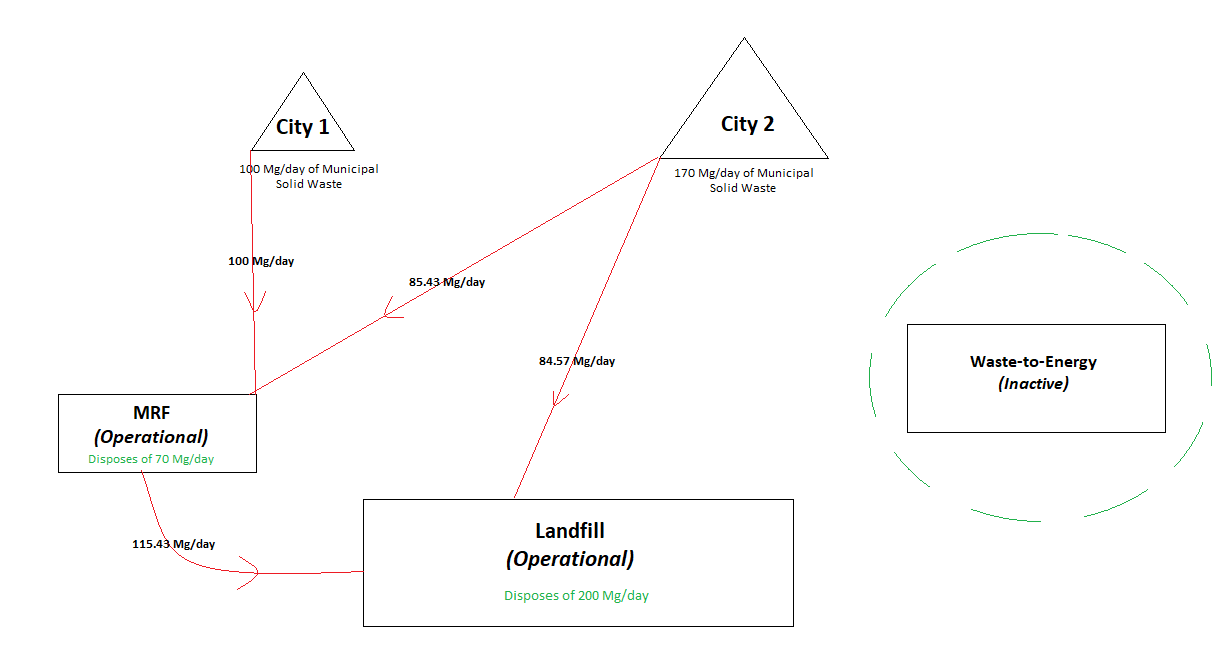 City 1
100 Mg/day of Municipal
Solid Waste
City 2
170 Mg/day of Municipal
Solid Waste
100 Mg/day
85.43 Mg/day
84.57 Mg/day
Waste-to-Energy
(Inactive)
MRF
(Operational)
Disposes of 70 Mg/day
115.43 Mg/day
Landfill
(Operational)
Disposes of 200 Mg/day